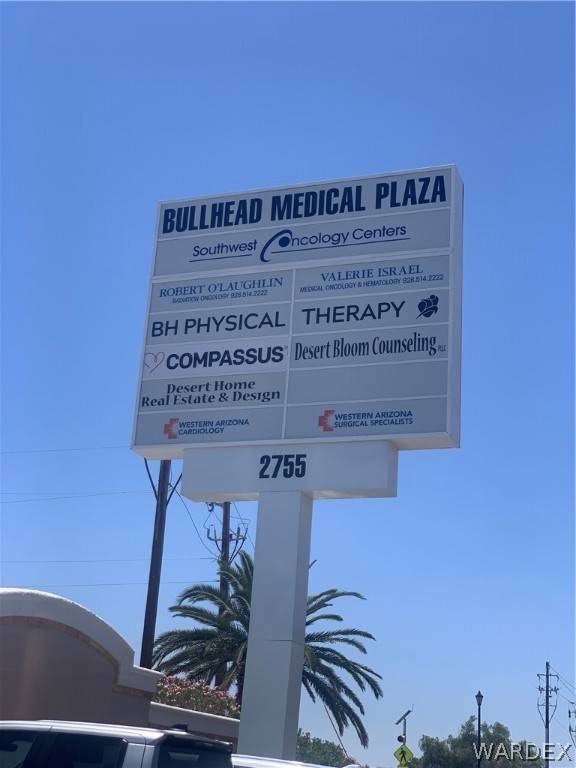 BULLHEAD MEDICAL PLAZA
Southwest Oncology Centers
ROBERT O'LAUGHLIN
RADIATION ONCOLOGY 928.514.2222
VALERIE ISRAEL
MEDICAL ONCOLOGY & HEMATOLOGY 928.514.2222
BH PHYSICAL THERAPY
COMPASSUS
Desert Bloom Counseling PLLC
Desert Home
Real Estate & Design
WESTERN ARIZONA
CARDIOLOGY
WESTERN ARIZONA
SURGICAL SPECIALISTS
2755
WARDEX